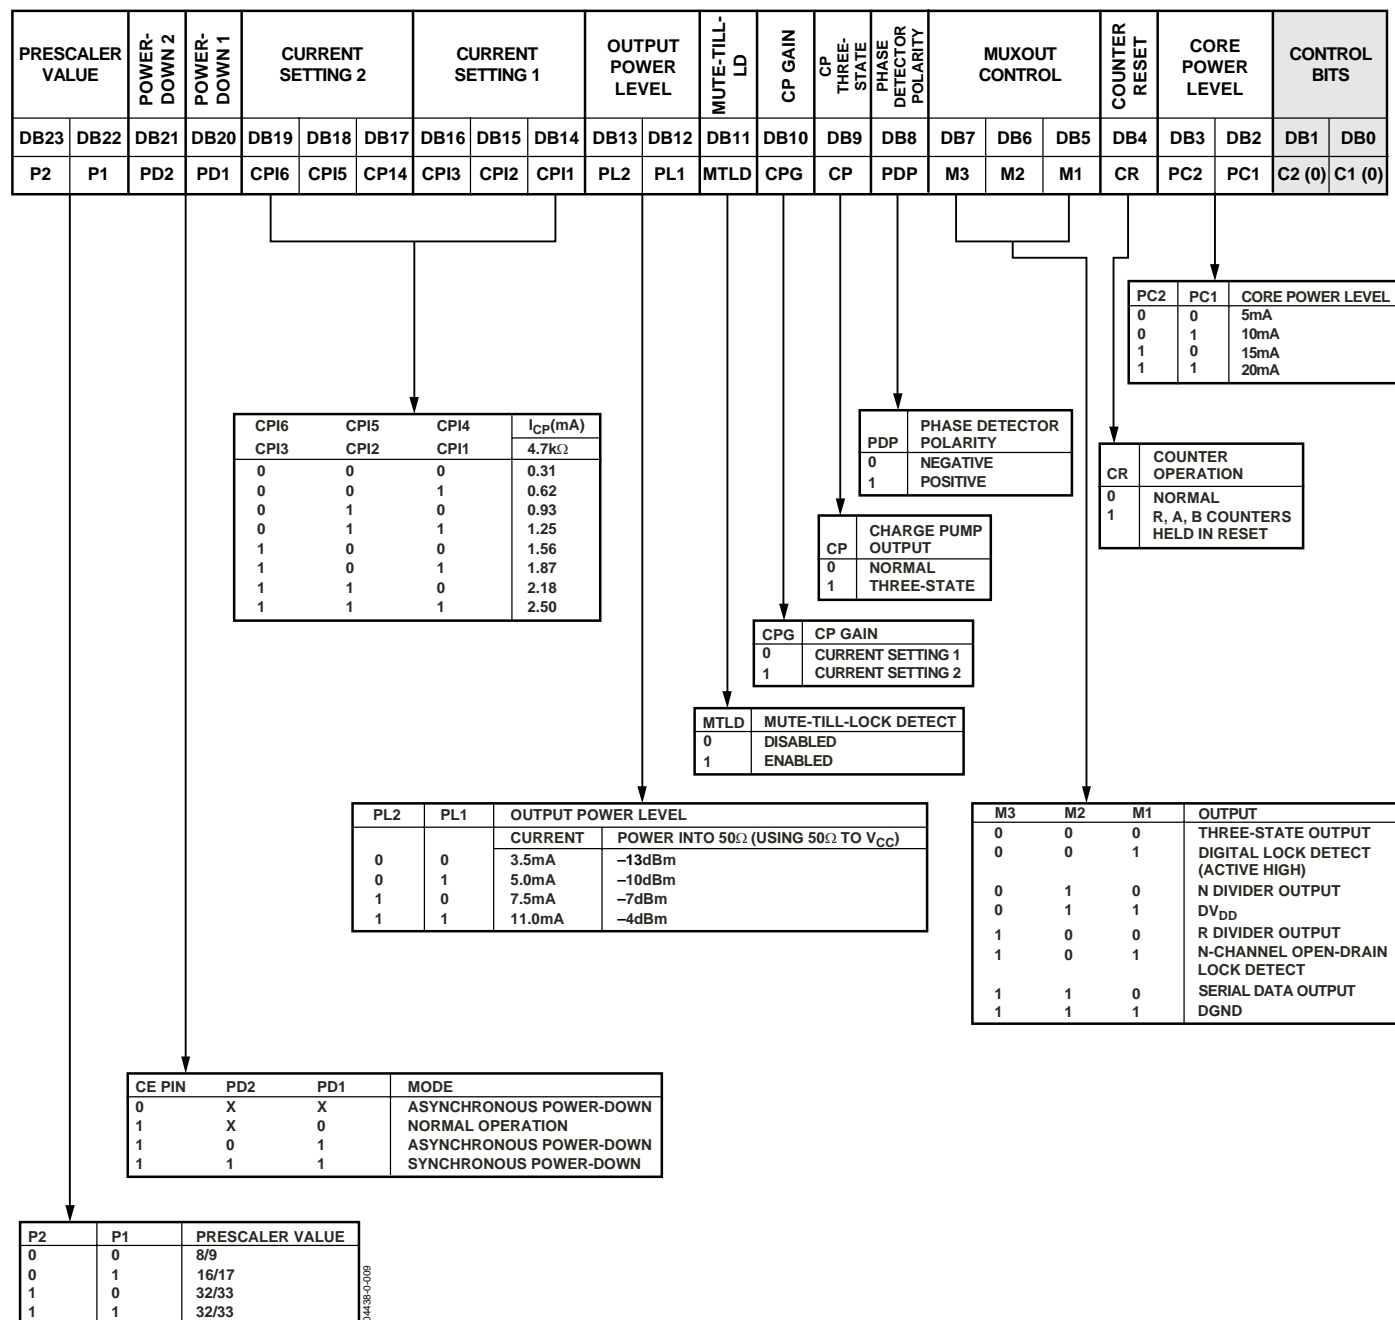 PRESCALER VALUE
POWER-DOWN 2
POWER-DOWN 1
CURRENT SETTING 2
CURRENT SETTING 1
OUTPUT POWER LEVEL
MUTE-TILL-LD
CP GAIN
CP THREE-STATE
PHASE DETECTOR POLARITY
MUXOUT CONTROL
COUNTER RESET
CORE POWER LEVEL
CONTROL BITS
DB23 DB22 DB21 DB20 DB19 DB18 DB17 DB16 DB15 DB14 DB13 DB12 DB11 DB10 DB9 DB8 DB7 DB6 DB5 DB4 DB3 DB2 DB1 DB0
P2 P1 PD2 PD1 CPI6 CPI5 CP14 CPI3 CPI2 CPI1 PL2 PL1 MTLD CPG CP PDP M3 M2 M1 CR PC2 PC1 C2 (0) C1 (0)
PC2 PC1 CORE POWER LEVEL
0 0 5mA
0 1 10mA
1 0 15mA
1 1 20mA
CPI6 CPI5 CPI4 ICP(mA)
CPI3 CPI2 CPI1 4.7kΩ
0 0 0 0.31
0 0 1 0.62
0 1 0 0.93
0 1 1 1.25
1 0 0 1.56
1 0 1 1.87
1 1 0 2.18
1 1 1 2.50
PDP PHASE DETECTOR POLARITY
0 NEGATIVE
1 POSITIVE
CR COUNTER OPERATION
0 NORMAL
1 R, A, B COUNTERS
HELD IN RESET
CP CHARGE PUMP OUTPUT
0 NORMAL
1 THREE-STATE
CPG CP GAIN
0 CURRENT SETTING 1
1 CURRENT SETTING 2
MTLD MUTE-TILL-LOCK DETECT
0 DISABLED
1 ENABLED
PL2 PL1 OUTPUT POWER LEVEL
CURRENT POWER INTO 50Ω (USING 50Ω TO VCC)
0 0 3.5mA –13dBm
0 1 5.0mA –10dBm
1 0 7.5mA –7dBm
1 1 11.0mA –4dBm
M3 M2 M1 OUTPUT
0 0 0 THREE-STATE OUTPUT
0 0 1 DIGITAL LOCK DETECT
(ACTIVE HIGH)
0 1 0 N DIVIDER OUTPUT
0 1 1 DVDD
1 0 0 R DIVIDER OUTPUT
1 0 1 N-CHANNEL OPEN-DRAIN
LOCK DETECT
1 1 0 SERIAL DATA OUTPUT
1 1 1 DGND
CE PIN PD2 PD1 MODE
0 X X ASYNCHRONOUS POWER-DOWN
1 X 0 NORMAL OPERATION
1 0 1 ASYNCHRONOUS POWER-DOWN
1 1 1 SYNCHRONOUS POWER-DOWN
P2 P1 PRESCALER VALUE
0 0 8/9
0 1 16/17
1 0 32/33
1 1 32/33
04438-0-009